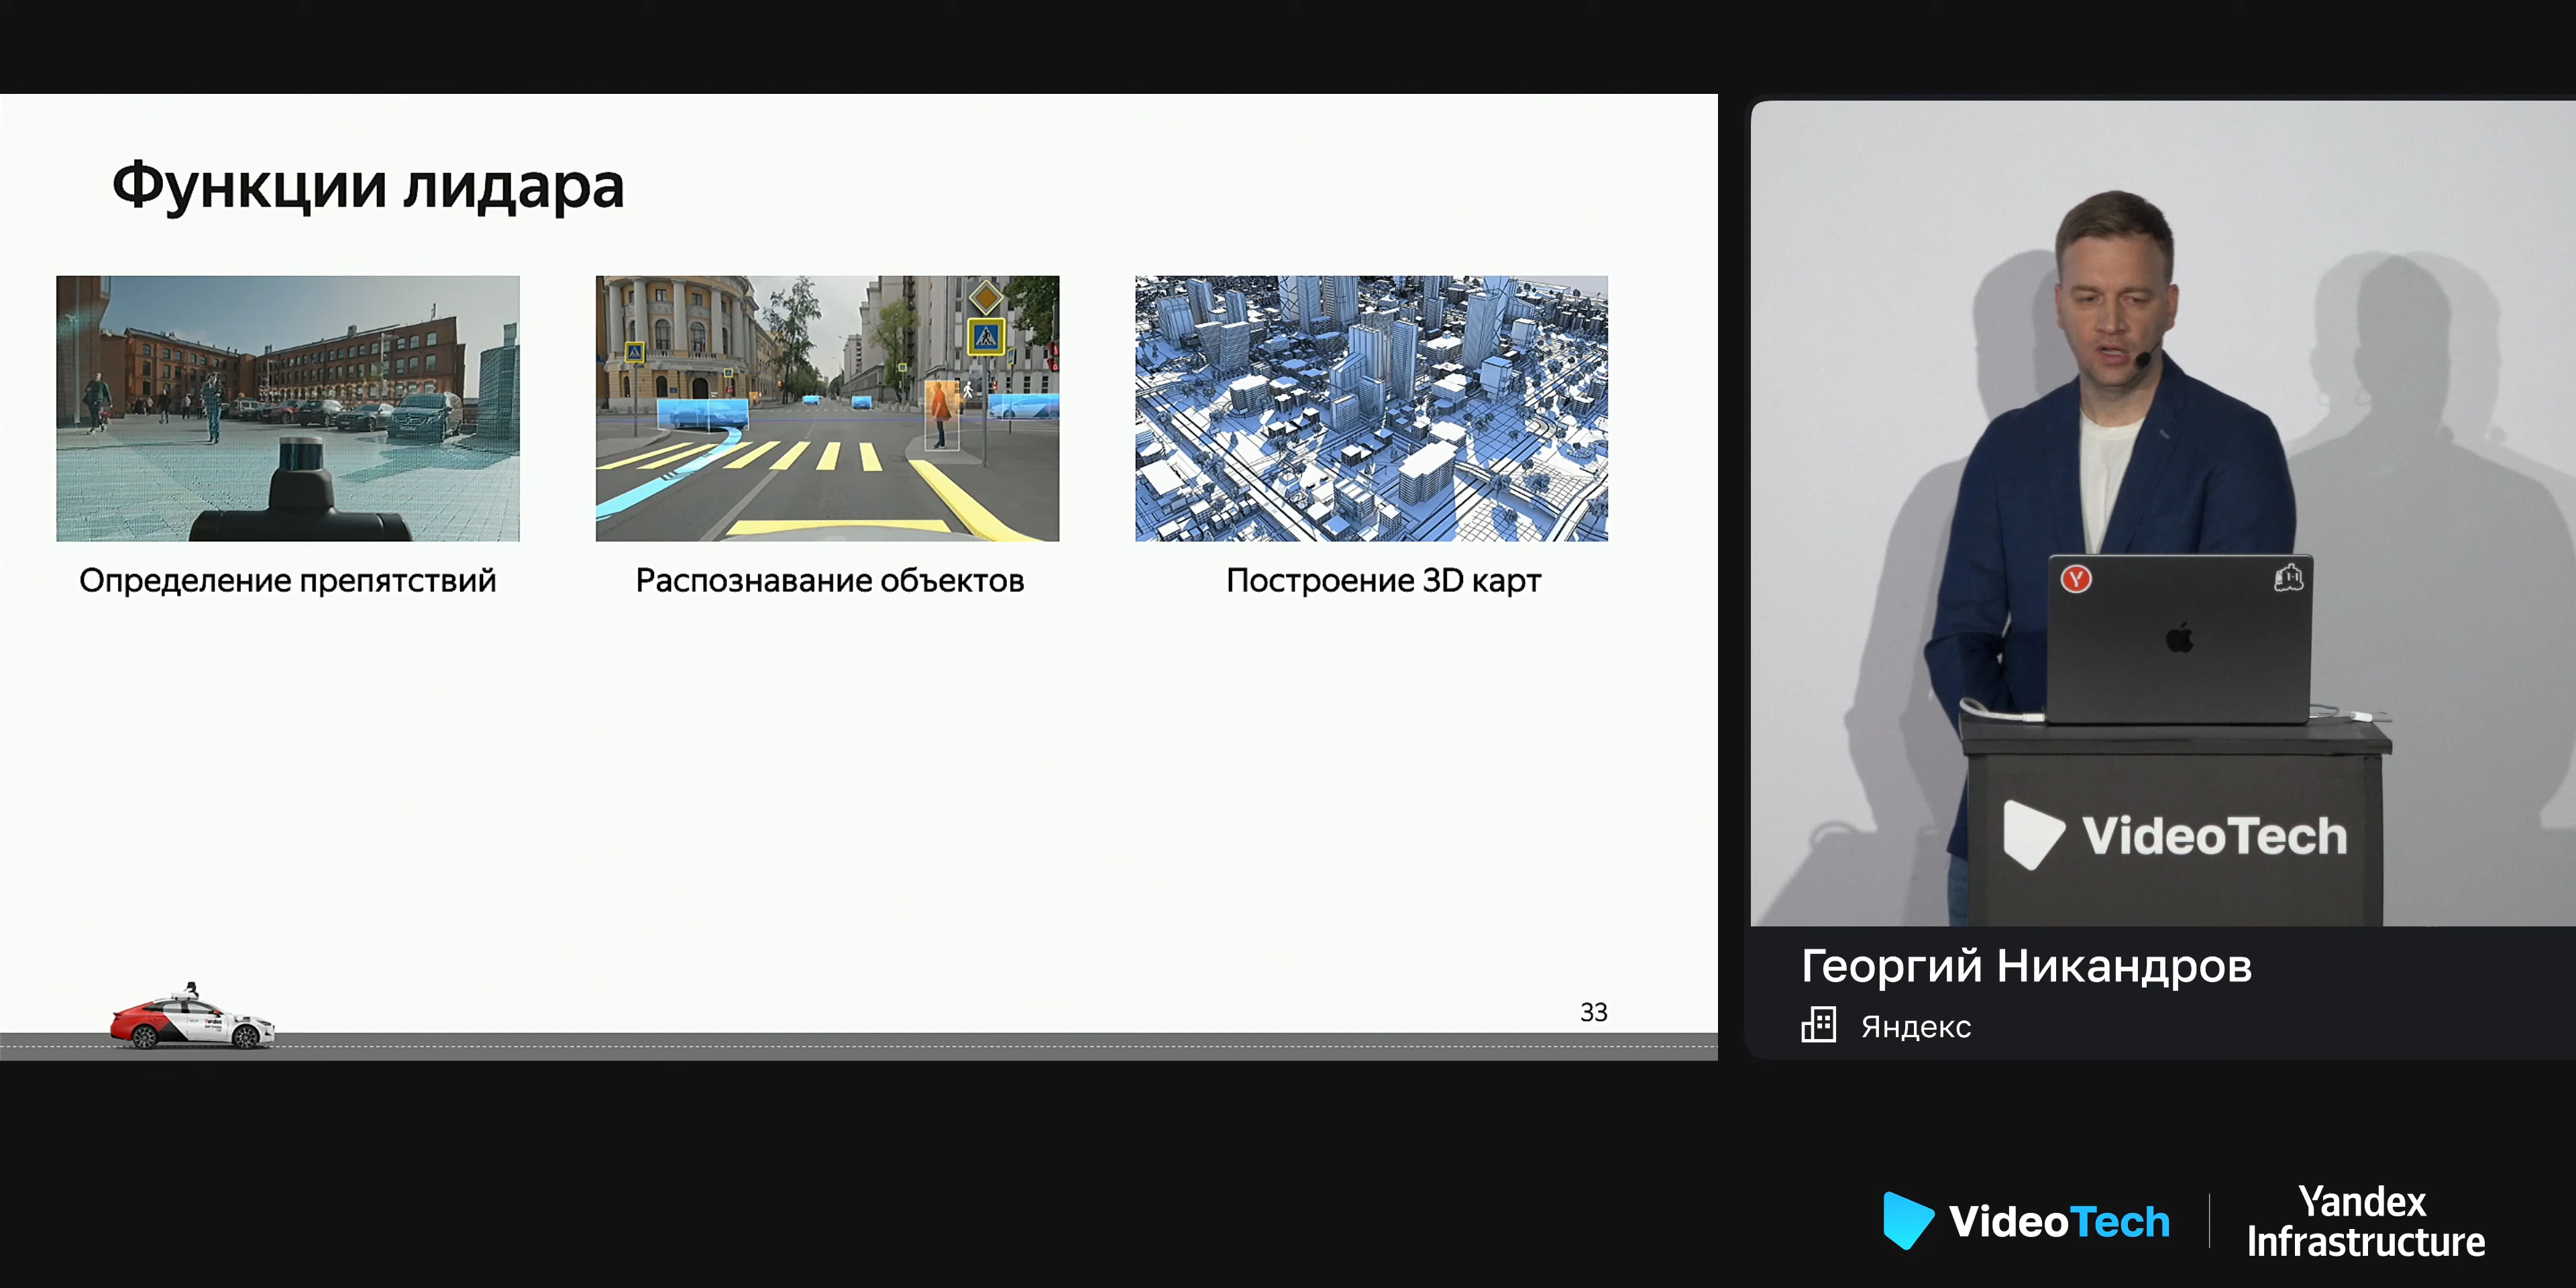 Функции лидара
Определение препятствий
Распознавание объектов
Построение 3D карт
33
VideoTech
Георгий Никандров
Яндекс
VideoTech
Yandex
Infrastructure